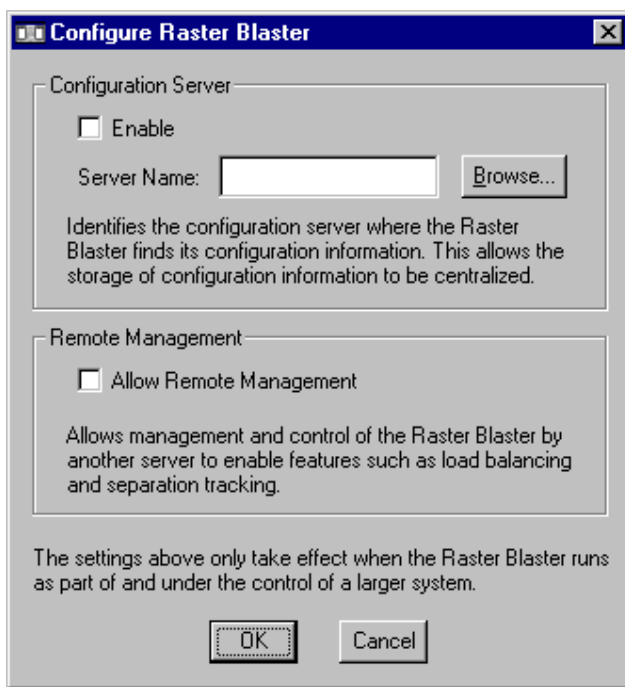 Configure Raster Blaster
Configuration Server
Enable
Server Name:
Browse...
Identifies the configuration server where the Raster
Blaster finds its configuration information. This allows the
storage of configuration information to be centralized.
Remote Management
Allow Remote Management
Allows management and control of the Raster Blaster by
another server to enable features such as load balancing
and separation tracking.
The settings above only take effect when the Raster Blaster runs
as part of and under the control of a larger system.
OK
Cancel